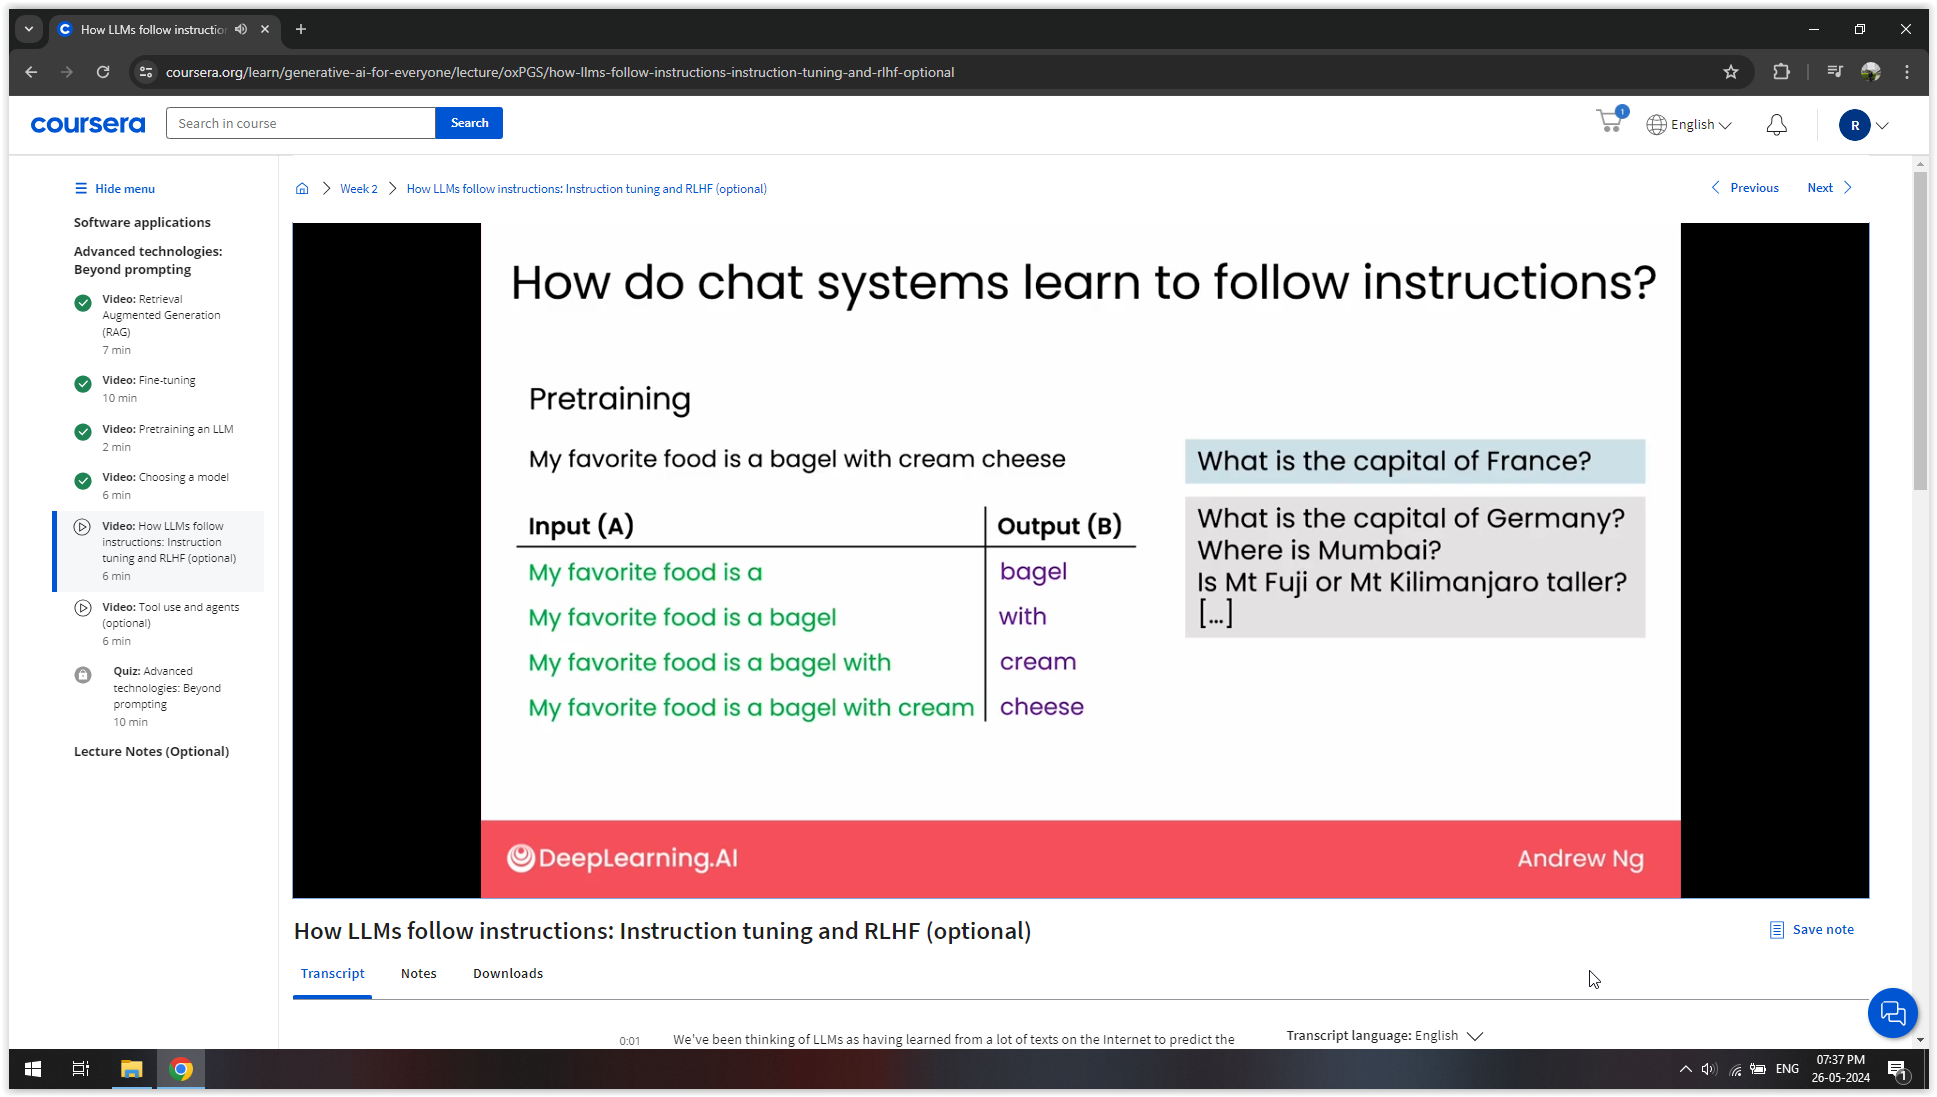 How LLMs follow instruction
coursera.org/learn/generative-ai-for-everyone/lecture/oxPGS/how-llms-follow-instructions-instruction-tuning-and-rlhf-optional
coursera
Search in course
Search
1
English
R
Hide menu
Software applications
Advanced technologies:
Beyond prompting
Video: Retrieval
Augmented Generation
(RAG)
7 min
Video: Fine-tuning
10 min
Video: Pretraining an LLM
2 min
Video: Choosing a model
6 min
Video: How LLMs follow
instructions: Instruction
tuning and RLHF (optional)
6 min
Video: Tool use and agents
(optional)
6 min
Quiz: Advanced
technologies: Beyond
prompting
10 min
Lecture Notes (Optional)
Week 2
How LLMs follow instructions: Instruction tuning and RLHF (optional)
Previous
Next
How do chat systems learn to follow instructions?
Pretraining
My favorite food is a bagel with cream cheese
Input (A) Output (B)
My favorite food is a bagel
My favorite food is a bagel with
My favorite food is a bagel with cream
My favorite food is a bagel with cream cheese
What is the capital of France?
What is the capital of Germany?
Where is Mumbai?
Is Mt Fuji or Mt Kilimanjaro taller?
[...]
DeepLearning.AI
Andrew Ng
How LLMs follow instructions: Instruction tuning and RLHF (optional)
Save note
Transcript Notes Downloads
0:01 We've been thinking of LLMs as having learned from a lot of texts on the Internet to predict the
Transcript language: English
ENG
07:37 PM
26-05-2024
1